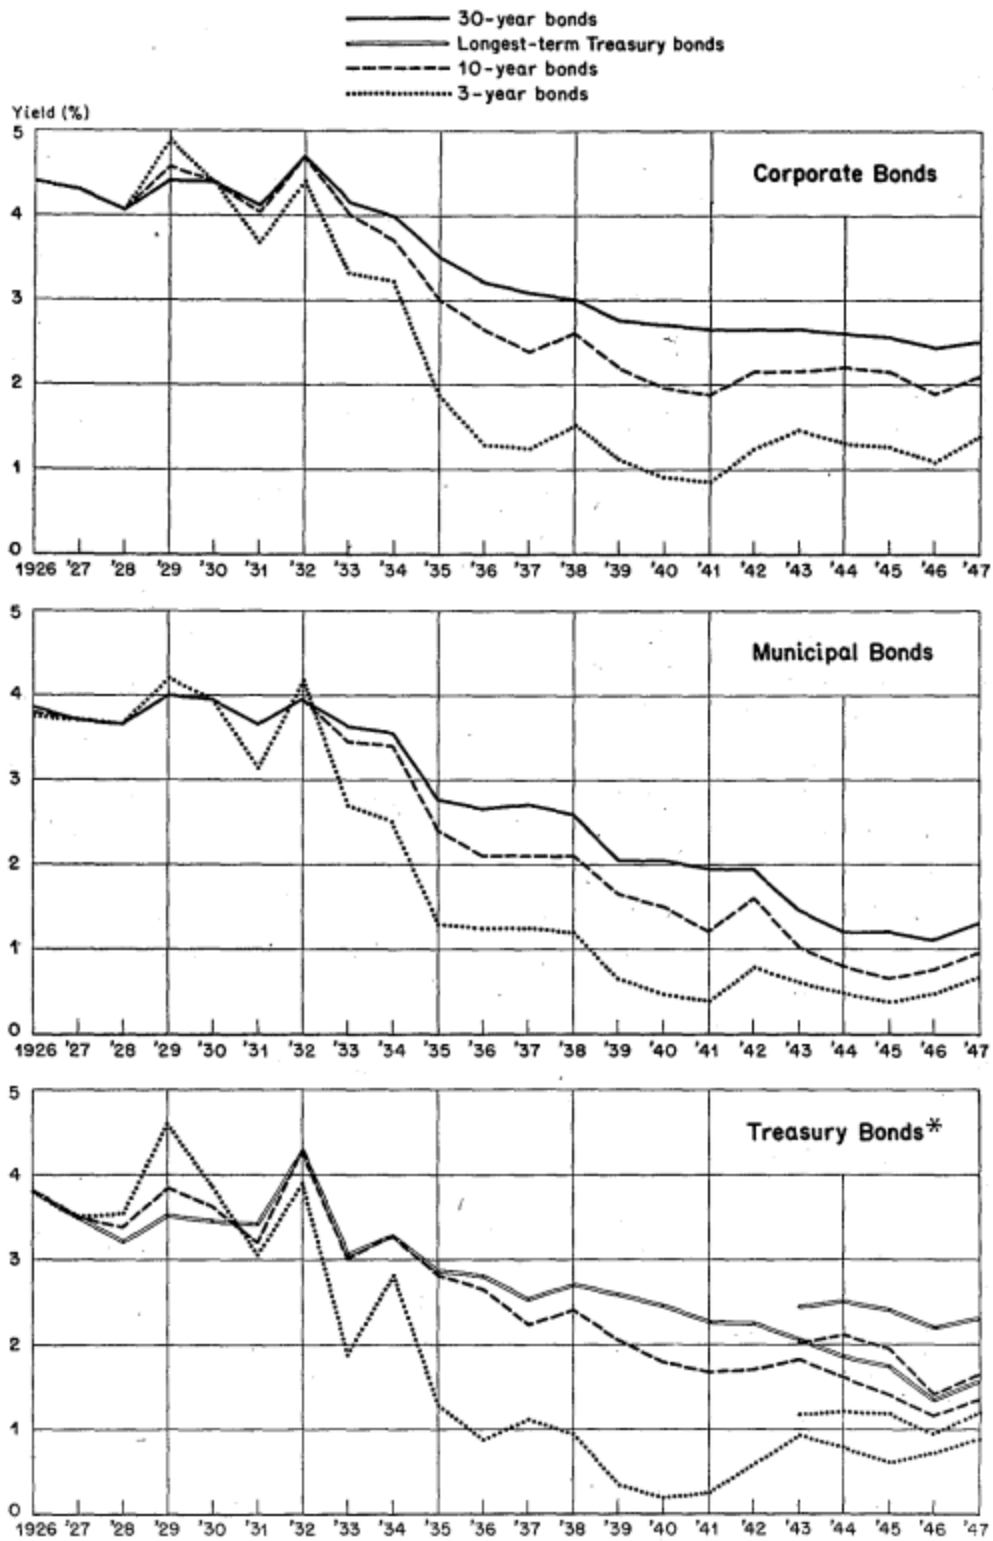 30-year bonds
Longest-term Treasury bonds
10-year bonds
3-year bonds
Yield (%)
5
Corporate Bonds
4
3
2
1
0
1926 '27 '28 '29 '30 '31 '32 '33 '34 '35 '36 '37 '38 '39 '40 '41 '42 '43 '44 '45 '46 '47
5
Municipal Bonds
4
3
2
1
0
1926 '27 '28 '29 '30 '31 '32 '33 '34 '35 '36 '37 '38 '39 '40 '41 '42 '43 '44 '45 '46 '47
5
Treasury Bonds*
4
3
2
1
0
1926 '27 '28 '29 '30 '31 '32 '33 '34 '35 '36 '37 '38 '39 '40 '41 '42 '43 '44 '45 '46 '47